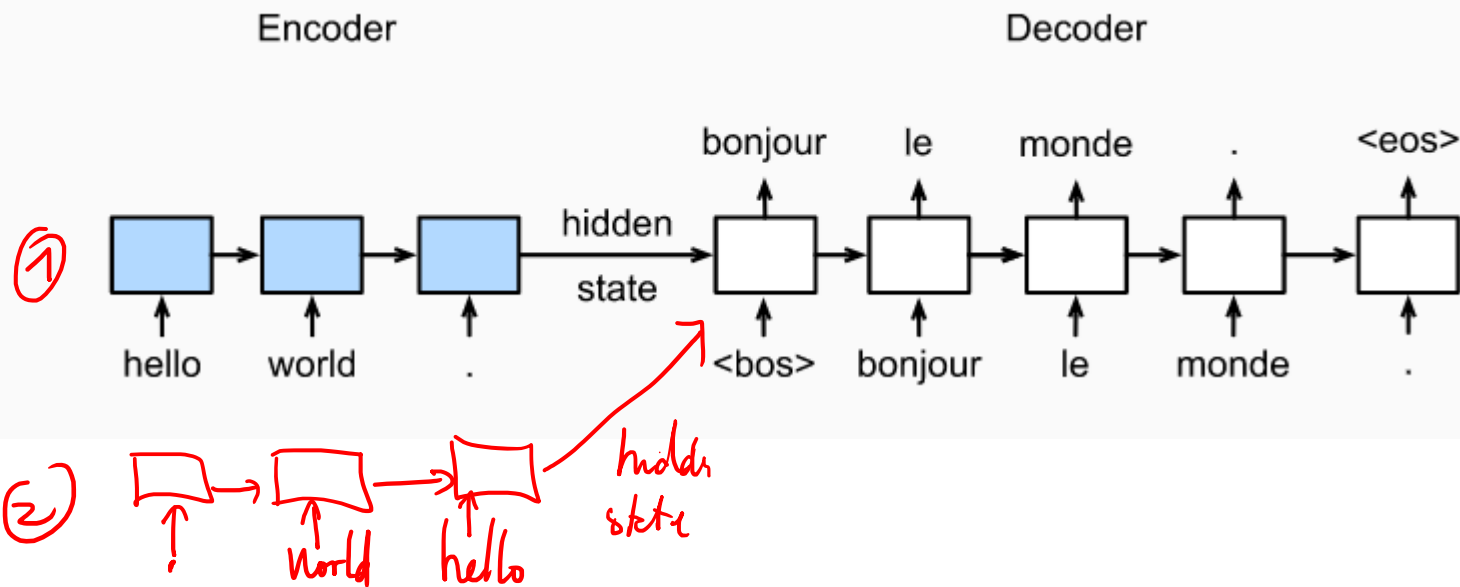 Encoder Decoder
bonjour le monde . <eos>
① hidden
state
hello world . <bos> bonjour le monde .
② hidden
state
. world hello